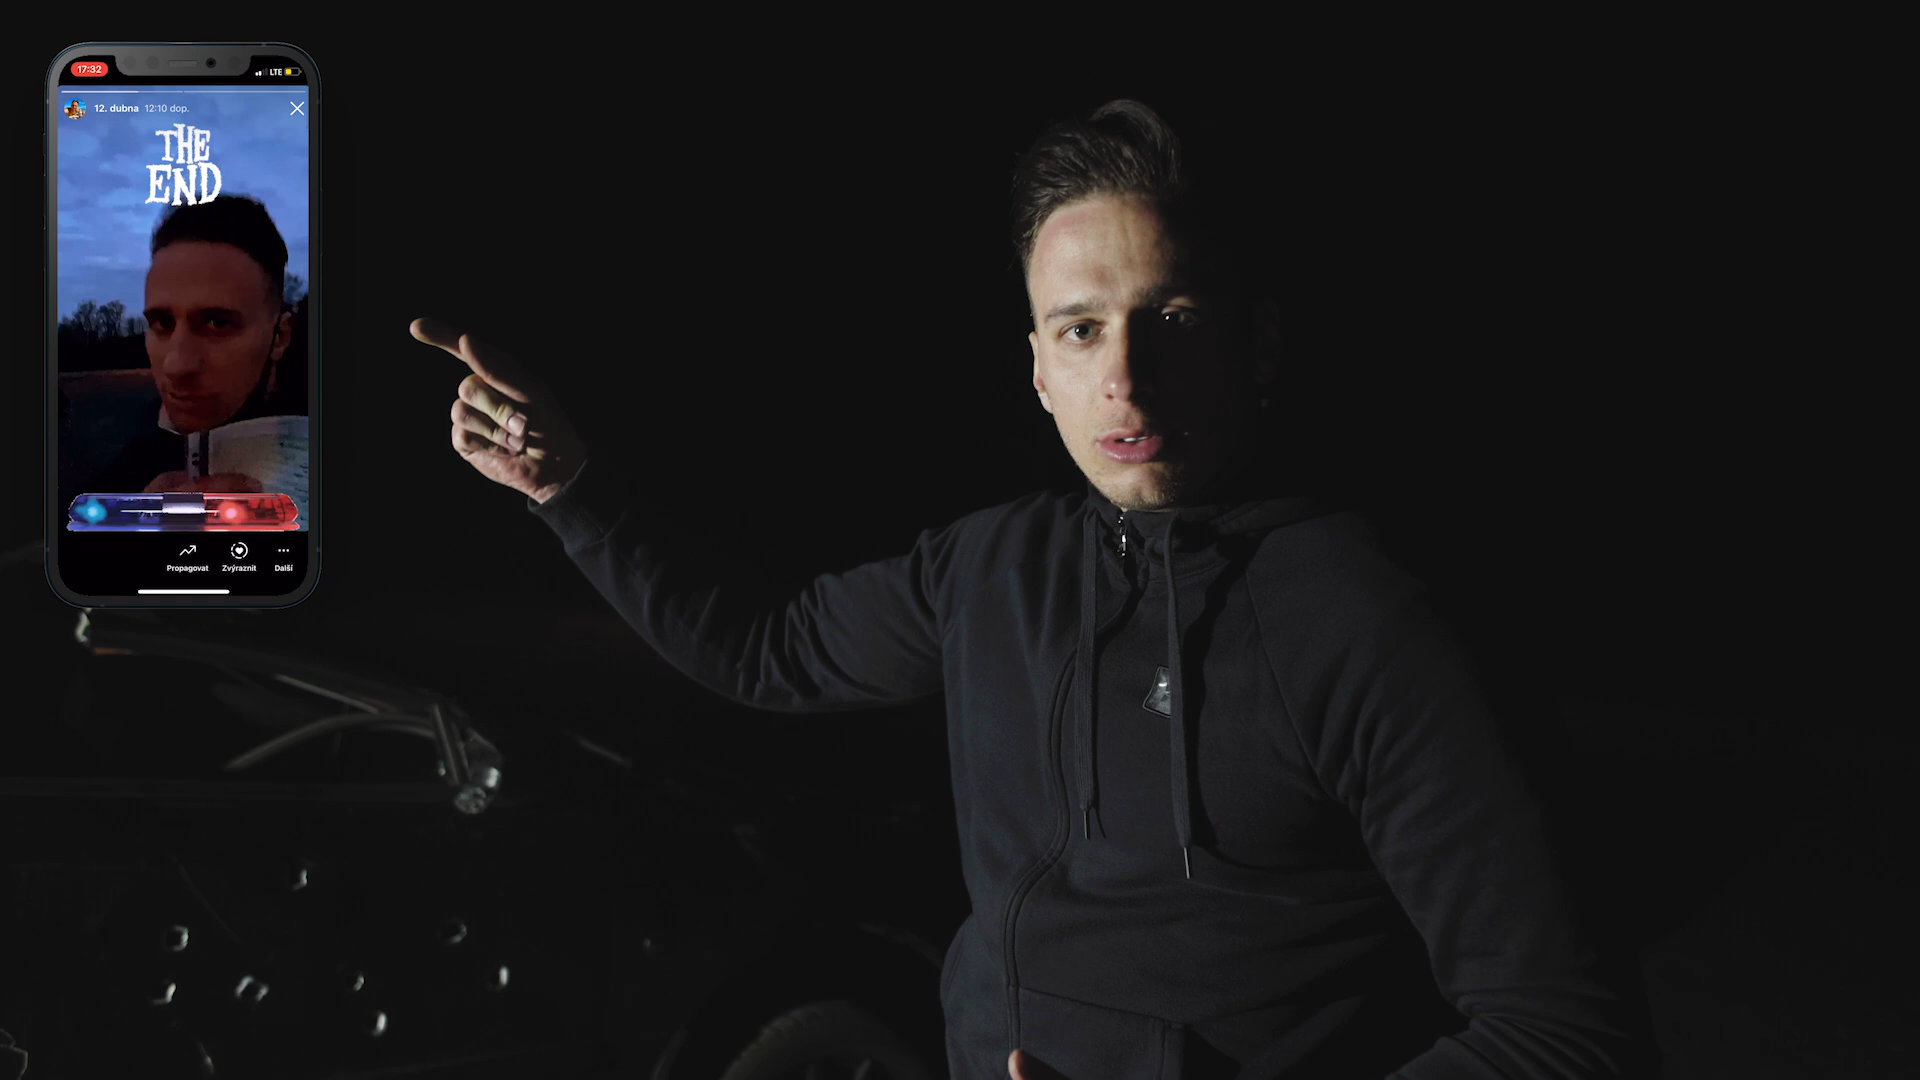 17:32
LTE
12. dubna 12:10 dop.
THE
END
Propagovat Zvýraznit Další